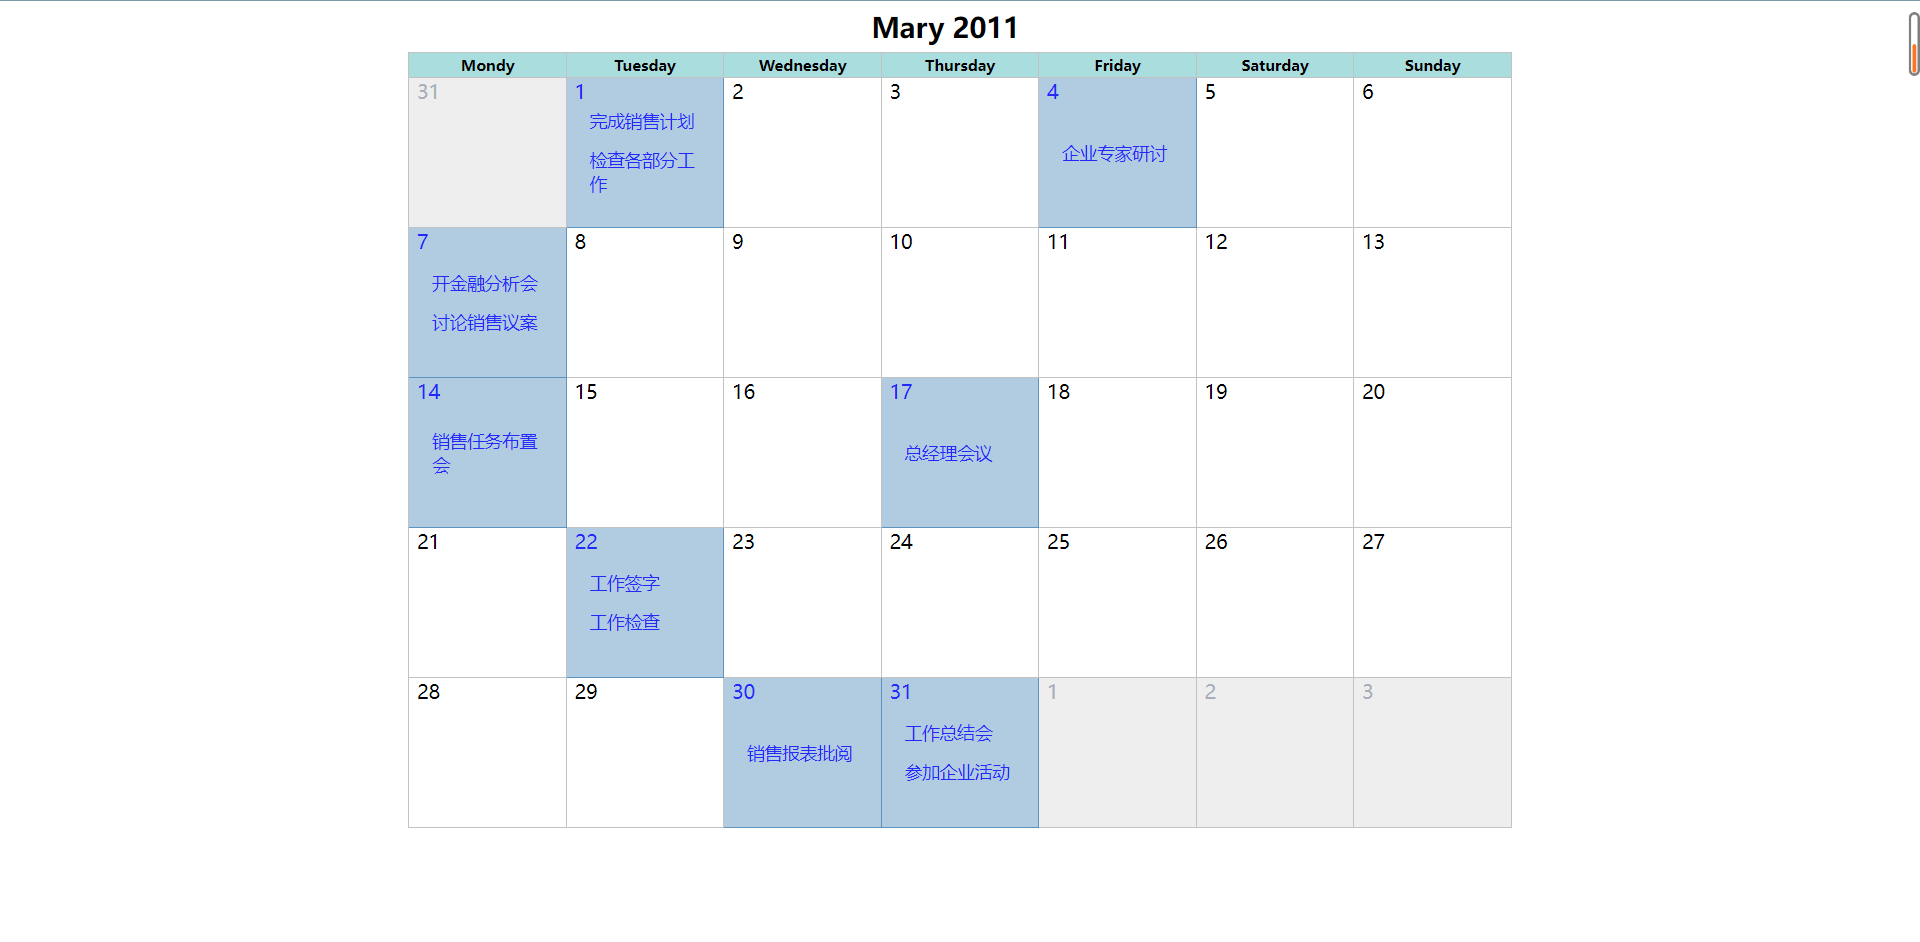 Mary 2011
Mondy Tuesday Wednesday Thursday Friday Saturday Sunday
31 1 2 3 4 5 6
完成销售计划
检查各部分工
作
企业专家研讨
7 8 9 10 11 12 13
开金融分析会
讨论销售议案
14 15 16 17 18 19 20
销售任务布置
会
总经理会议
21 22 23 24 25 26 27
工作签字
工作检查
28 29 30 31 1 2 3
销售报表批阅
工作总结会
参加企业活动